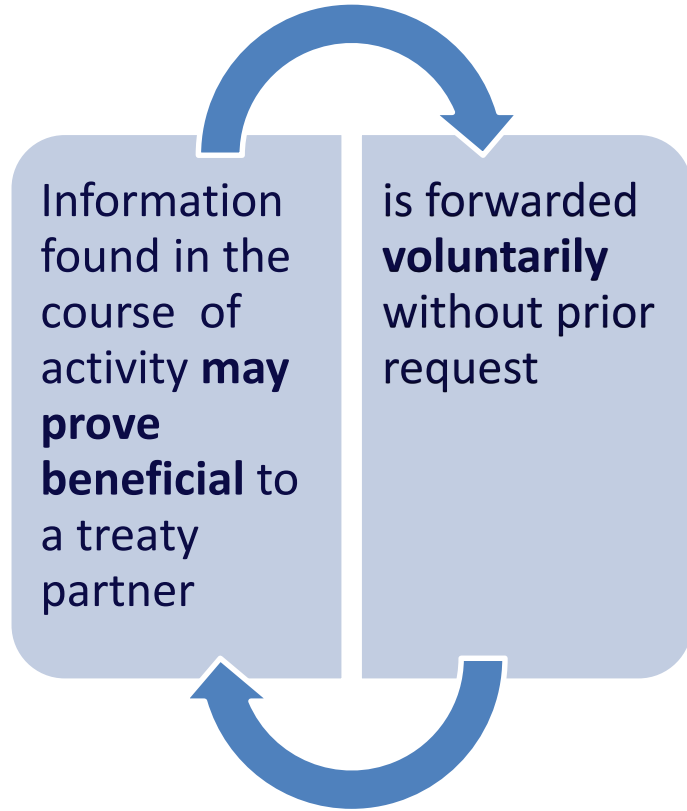 Information
found in the
course  of
activity may
prove
beneficial to
a treaty
partner
is forwarded
voluntarily
without prior
request